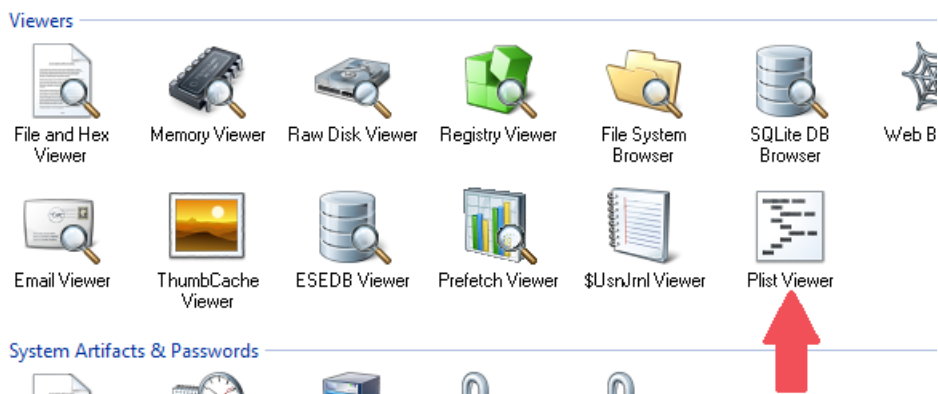 Viewers
File and Hex
Viewer
Memory Viewer
Raw Disk Viewer
Registry Viewer
File System
Browser
SQLite DB
Browser
Web B
Email Viewer
ThumbCache
Viewer
ESEDB Viewer
Prefetch Viewer
$UsnJrnl Viewer
Plist Viewer
System Artifacts & Passwords